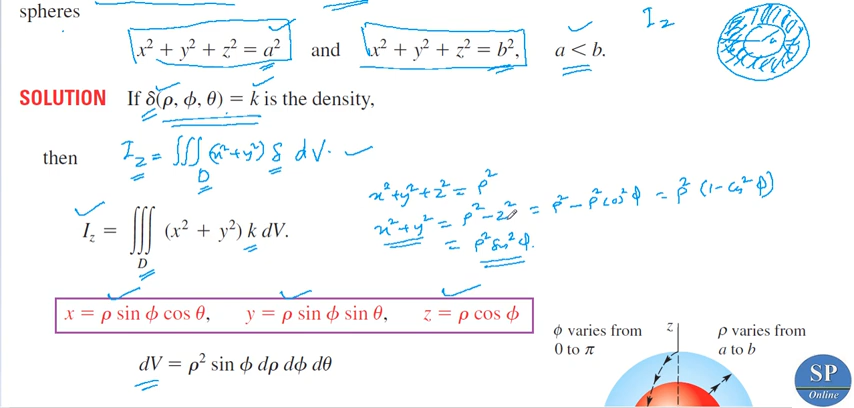 spheres
I_z
x² + y² + z² = a² and x² + y² + z² = b², a < b.
SOLUTION If δ(ρ, ϕ, θ) = k is the density,
then I_z = ∭_D (x²+y²) δ dV.
x²+y²+z² = ρ²
x²+y² = ρ²-z² = ρ² - ρ²cos²ϕ = ρ² (1-cos²ϕ)
= ρ² sin²ϕ.
I_z = ∭_D (x² + y²) k dV.
x = ρ sin ϕ cos θ, y = ρ sin ϕ sin θ, z = ρ cos ϕ
ϕ varies from
0 to π
z
ρ varies from
a to b
dV = ρ² sin ϕ dρ dϕ dθ
SP
Online